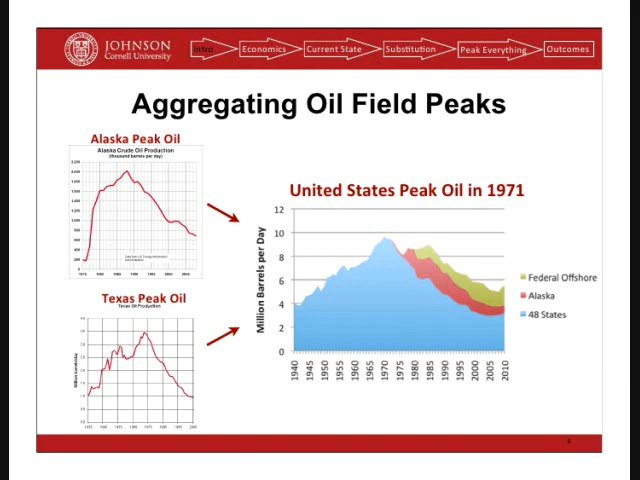 JOHNSON
Cornell University
Intro
Economics
Current State
Substitution
Peak Everything
Outcomes
Aggregating Oil Field Peaks
Alaska Peak Oil
Alaska Crude Oil Production
(thousand barrels per day)
Texas Peak Oil
Texas Oil Production
United States Peak Oil in 1971
Million Barrels per Day
12
10
8
6
4
2
0
1940
1945
1950
1955
1960
1965
1970
1975
1980
1985
1990
1995
2000
2005
2010
Federal Offshore
Alaska
48 States